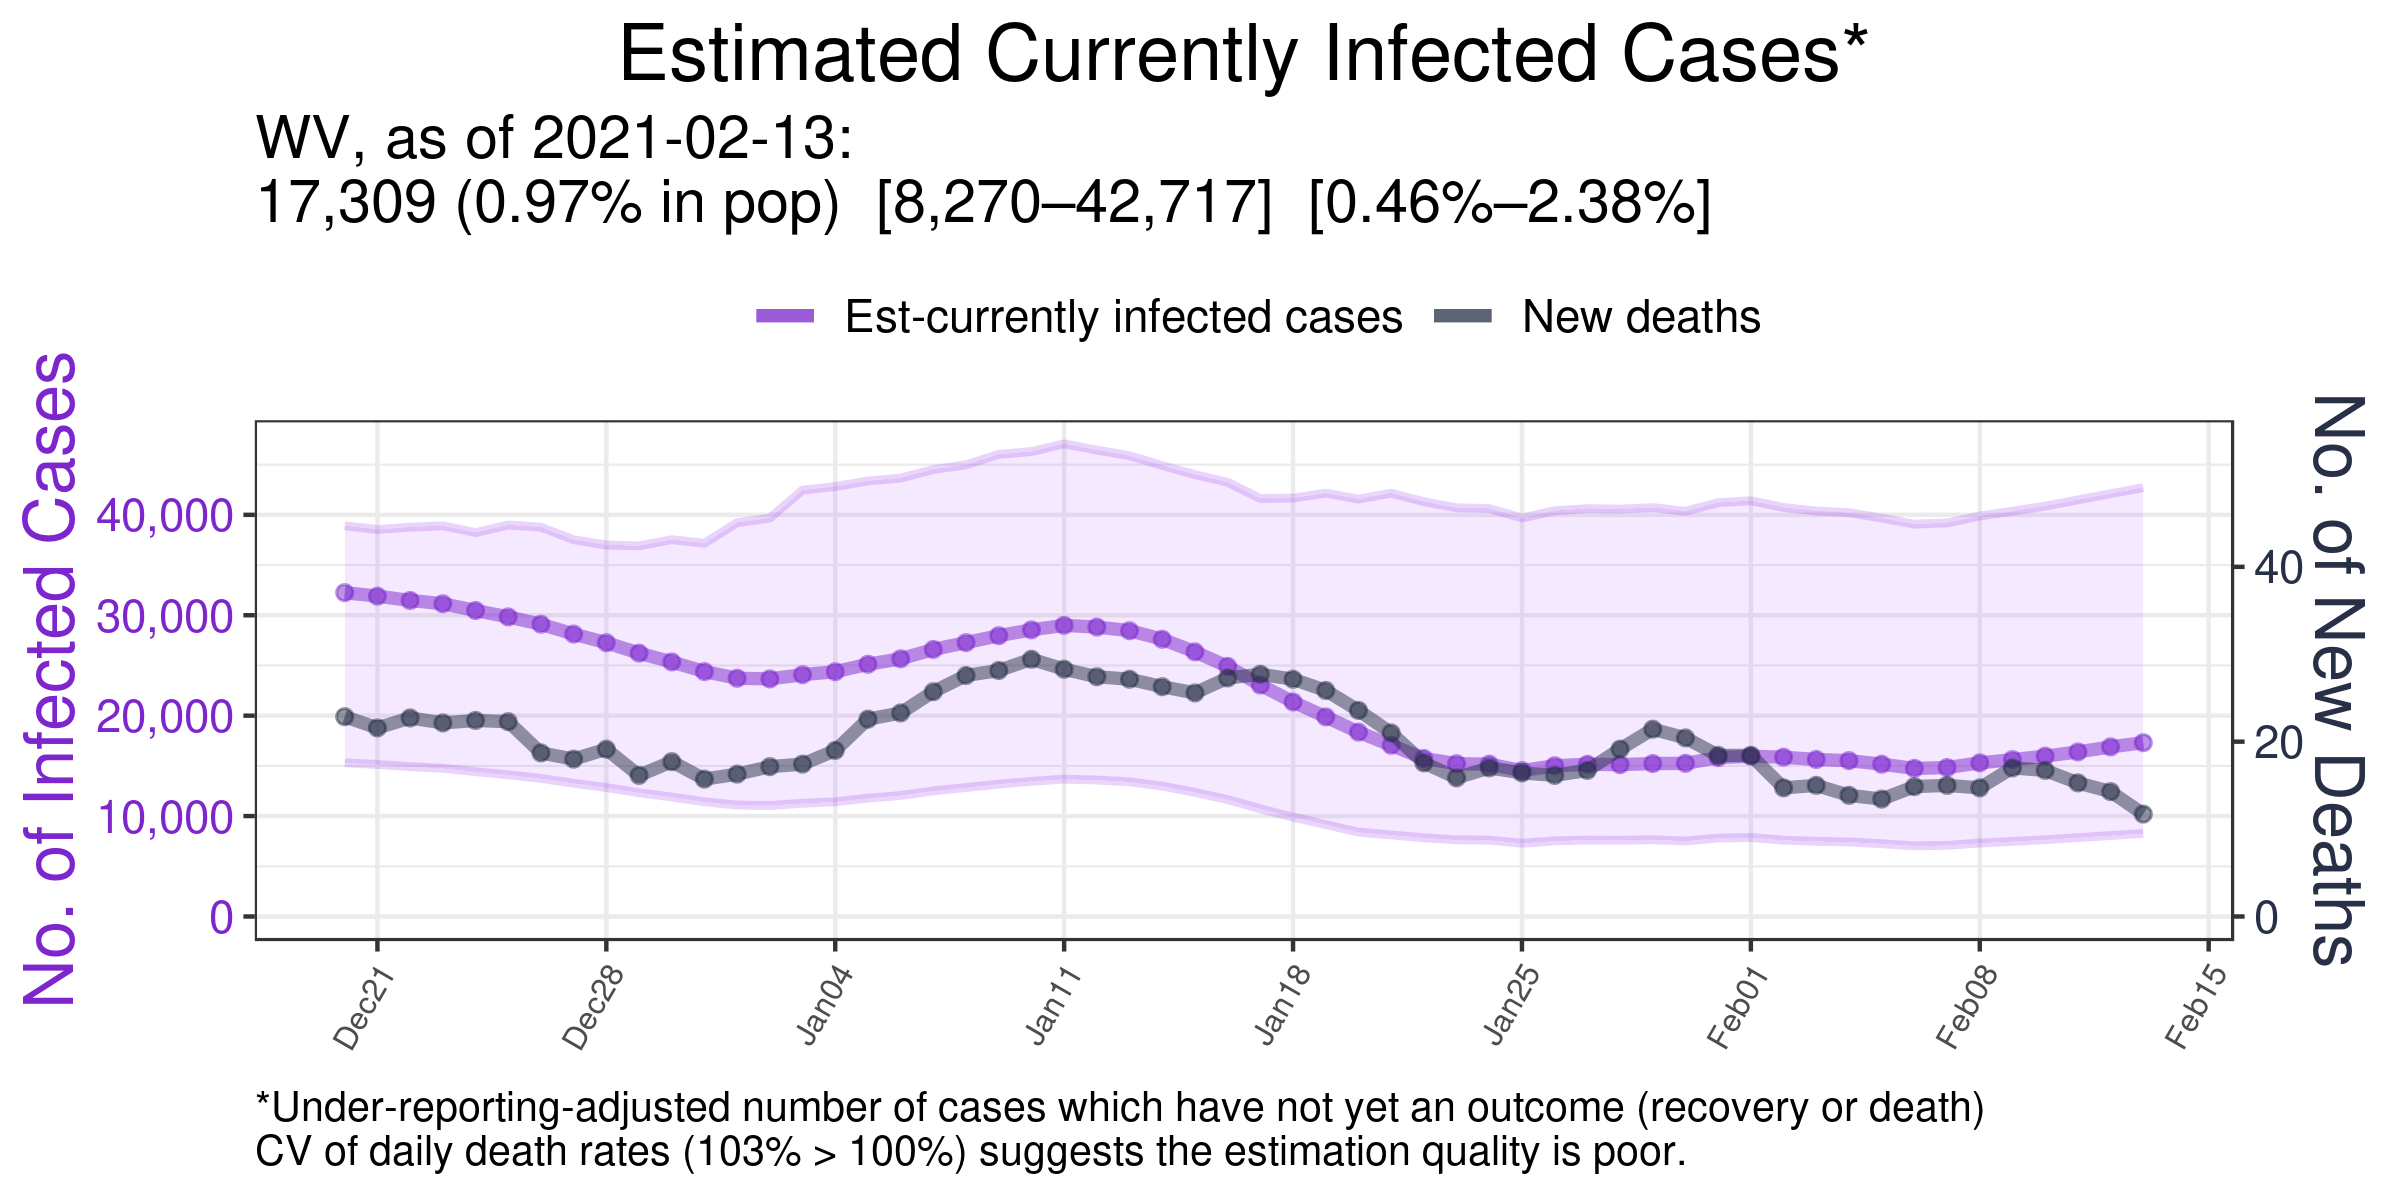 Estimated Currently Infected Cases*
WV, as of 2021-02-13:
17,309 (0.97% in pop)  [8,270–42,717]  [0.46%–2.38%]
Est-currently infected cases
New deaths
No. of Infected Cases
40,000
30,000
20,000
10,000
0
No. of New Deaths
40
20
0
Dec21
Dec28
Jan04
Jan11
Jan18
Jan25
Feb01
Feb08
Feb15
*Under-reporting-adjusted number of cases which have not yet an outcome (recovery or death)
CV of daily death rates (103% > 100%) suggests the estimation quality is poor.